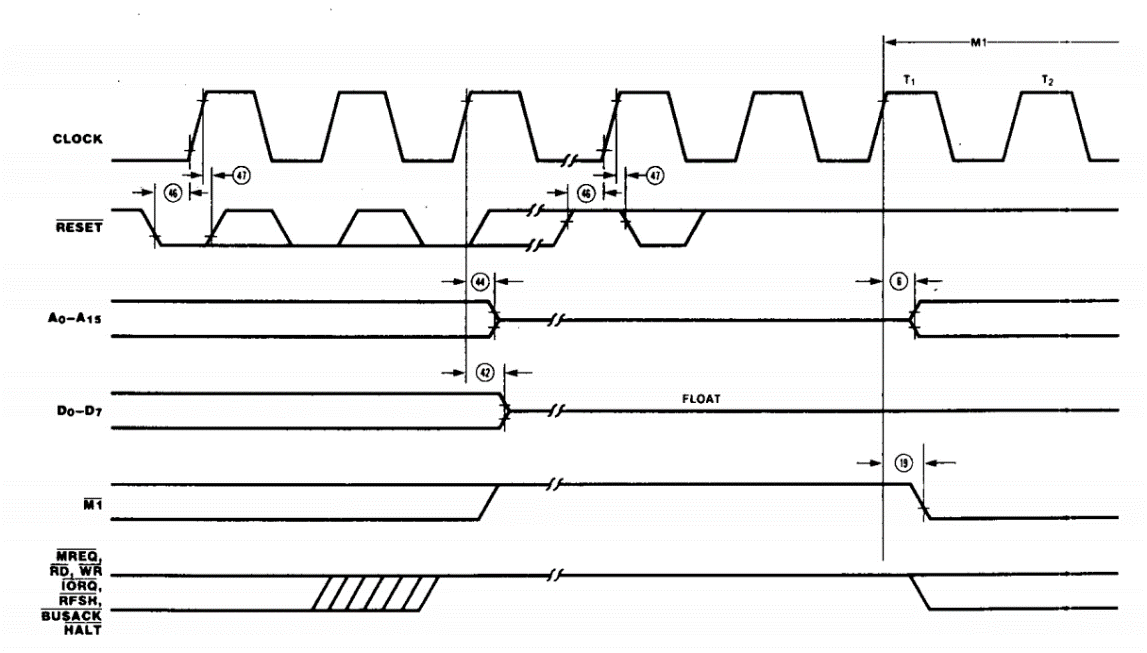 M1
T1
T2
CLOCK
47
46
47
46
RESET
44
6
A0–A15
42
D0–D7
FLOAT
19
M1
MREQ,
RD, WR
IORQ,
RFSH,
BUSACK
HALT